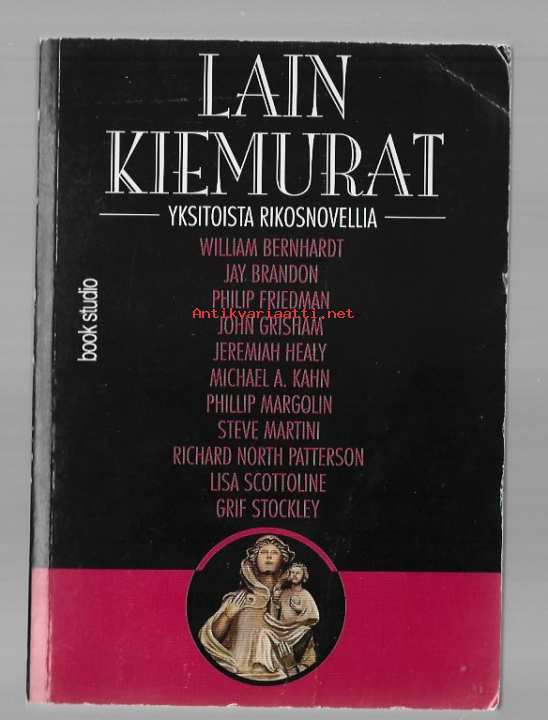 LAIN
KIEMURAT
YKSITOISTA RIKOSNOVELLIA
WILLIAM BERNHARDT
JAY BRANDON
PHILIP FRIEDMAN
Antikvariaatti.net
JOHN GRISHAM
JEREMIAH HEALY
MICHAEL A. KAHN
PHILLIP MARGOLIN
STEVE MARTINI
RICHARD NORTH PATTERSON
LISA SCOTTOLINE
GRIF STOCKLEY
book studio